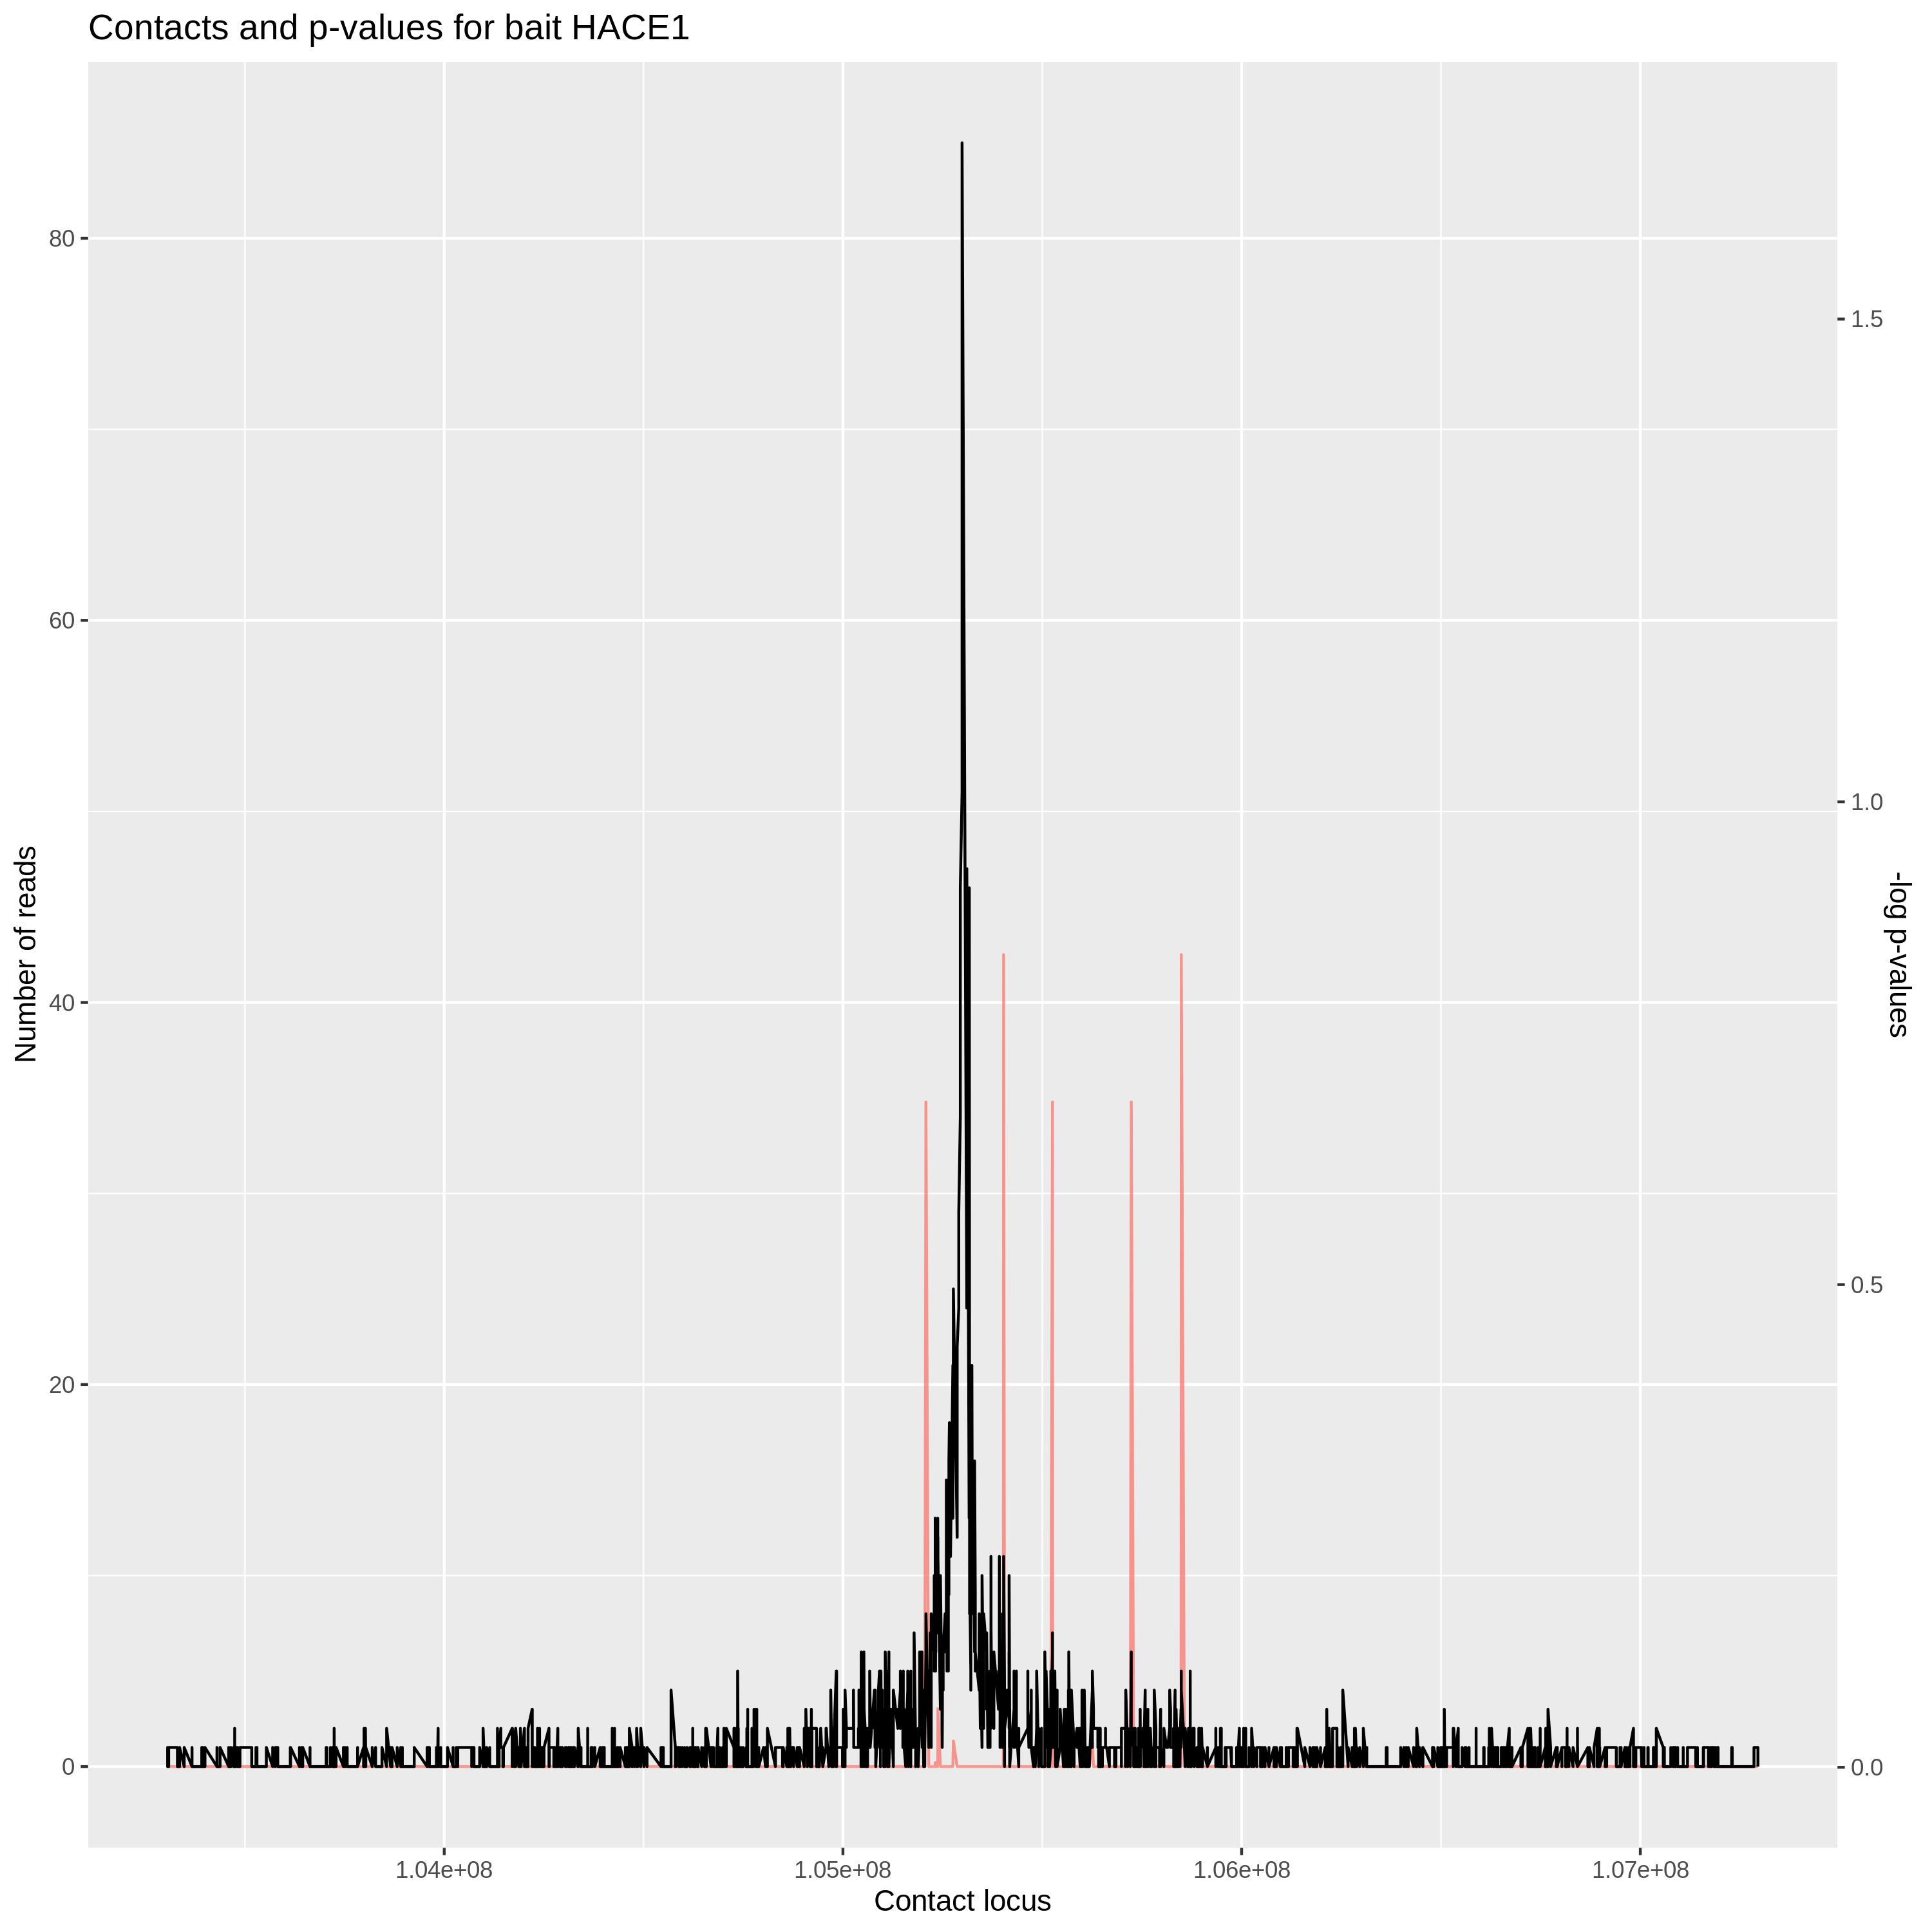 Contacts and p-values for bait HACE1
80
60
40
20
0
Number of reads
1.5
1.0
0.5
0.0
-log p-values
1.04e+08
1.05e+08
1.06e+08
1.07e+08
Contact locus